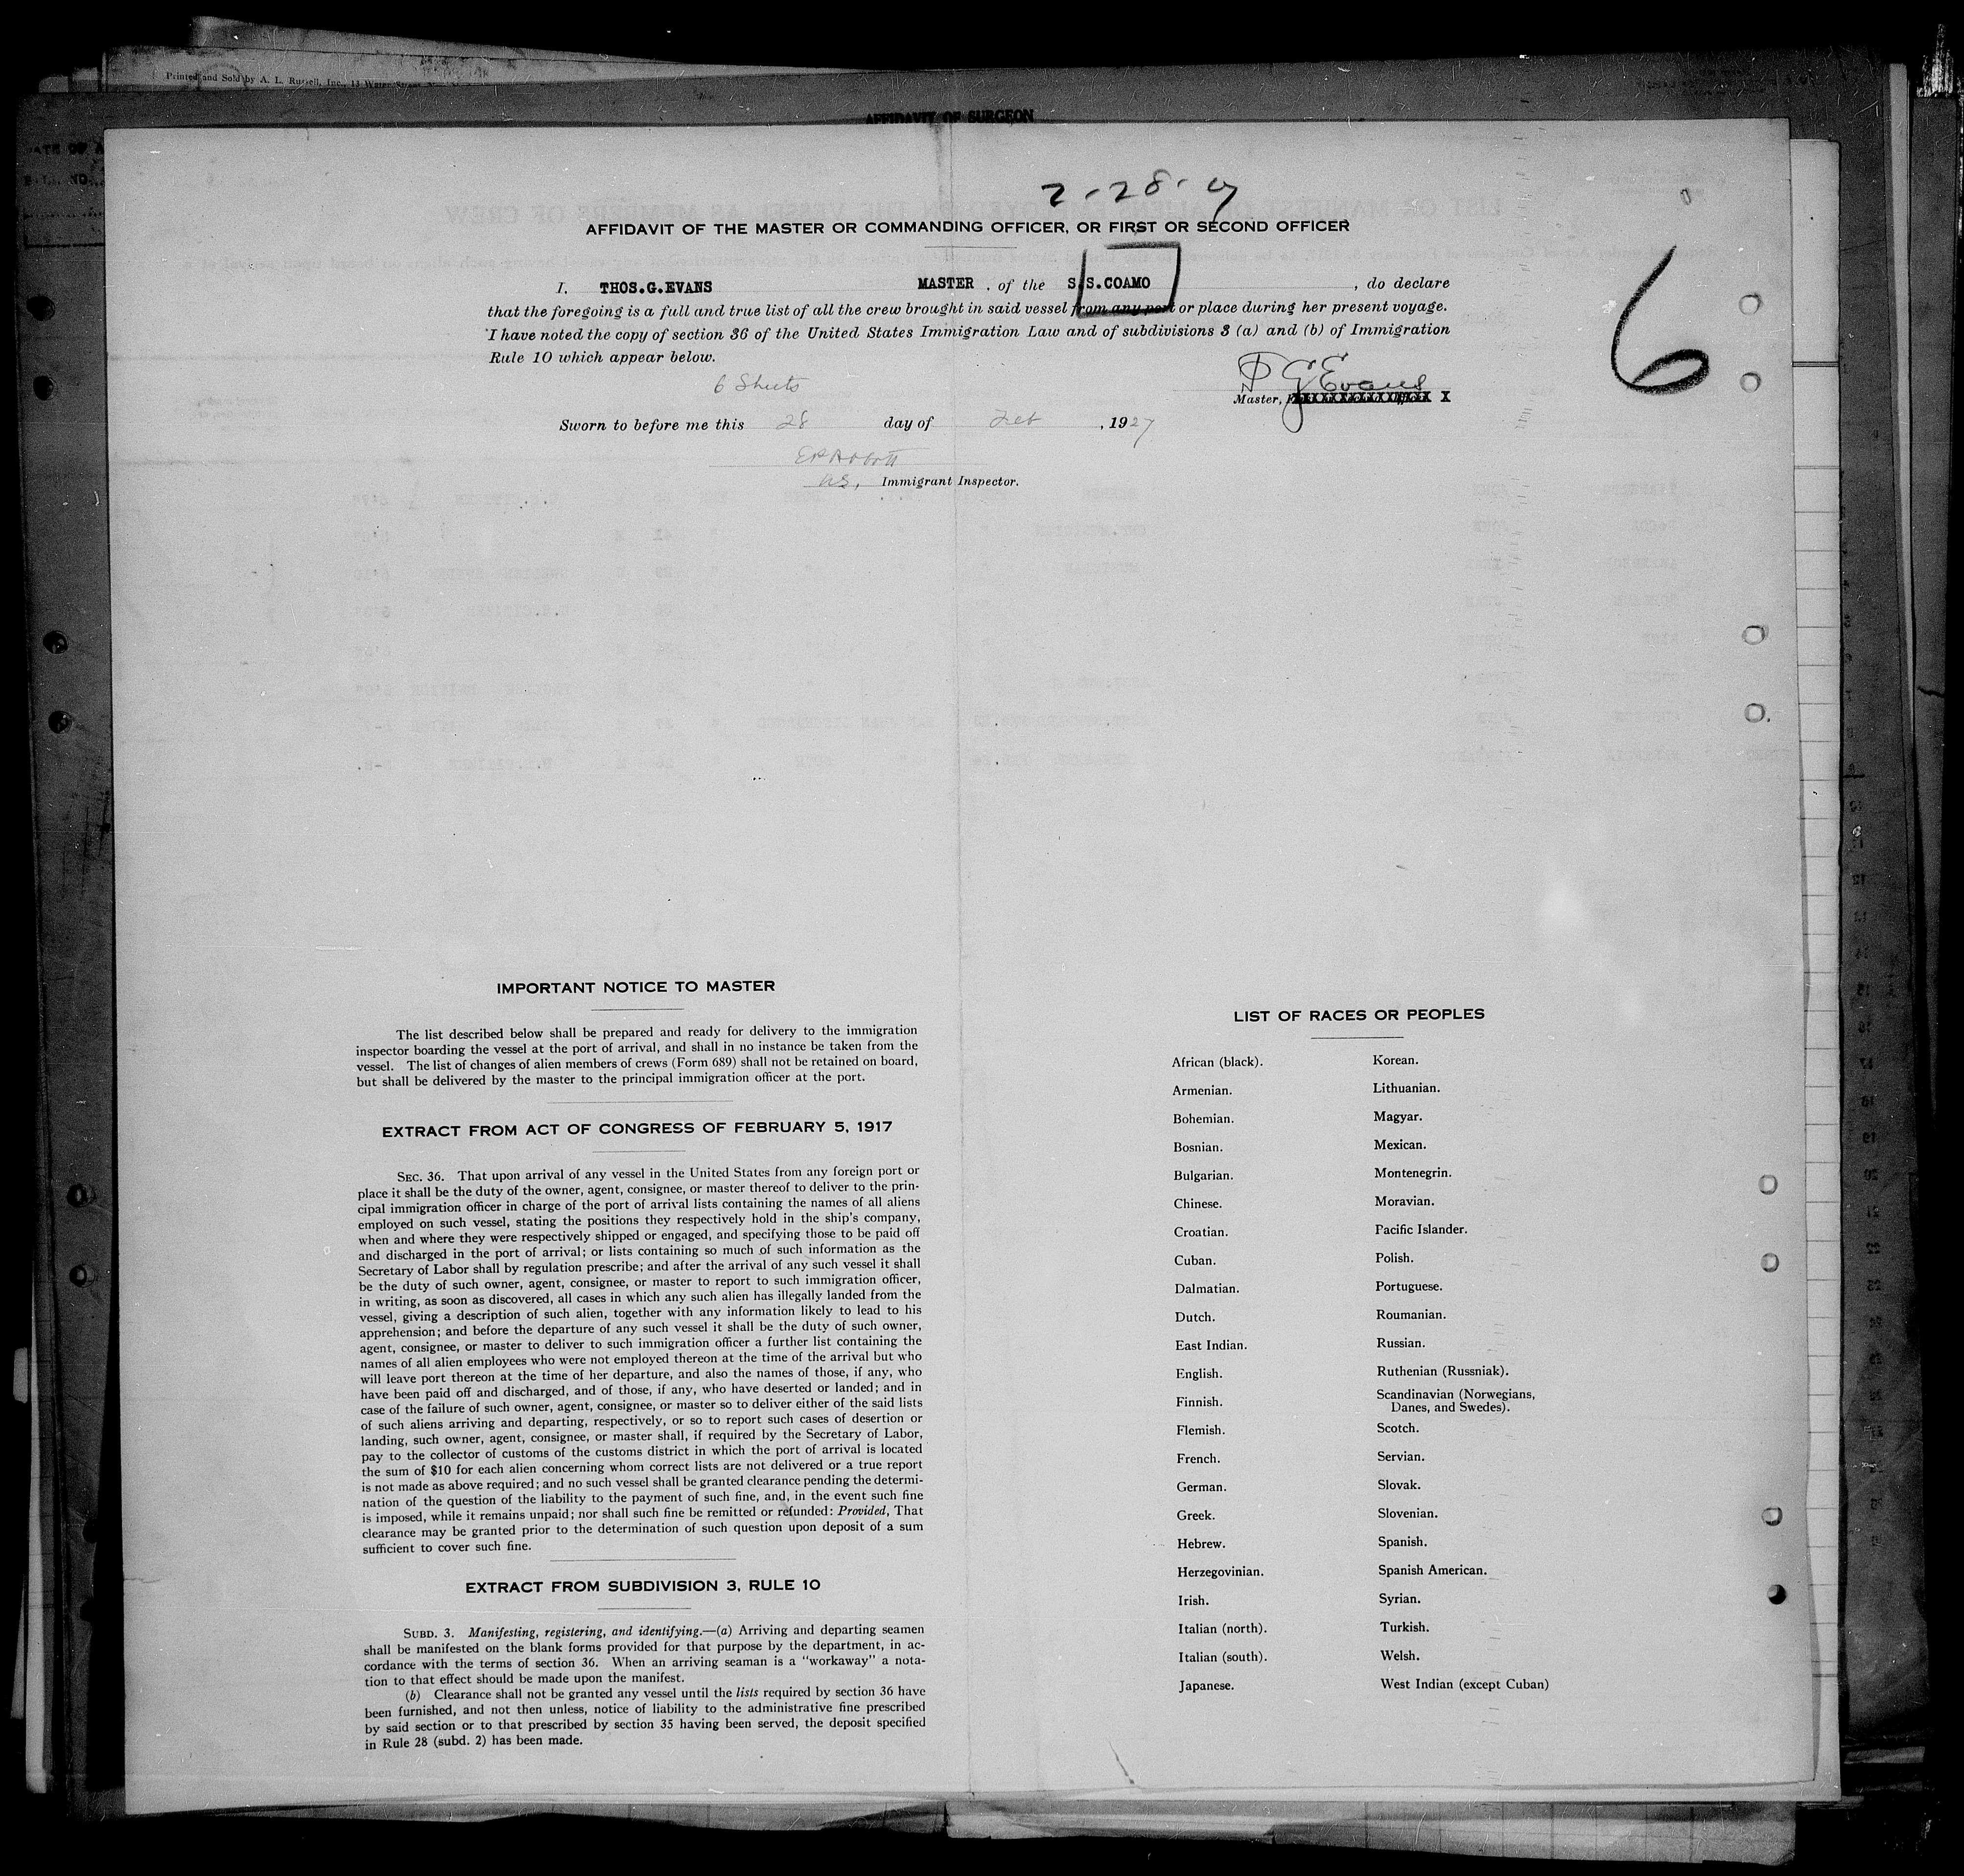 Printed and Sold by A. L. Russell, Inc., 13 Water Street
AFFIDAVIT OF SURGEON
2-28-27
AFFIDAVIT OF THE MASTER OR COMMANDING OFFICER, OR FIRST OR SECOND OFFICER
6
I, THOS.G.EVANS MASTER, of the S.S.COAMO, do declare
that the foregoing is a full and true list of all the crew brought in said vessel from any port or place during her present voyage.
I have noted the copy of section 36 of the United States Immigration Law and of subdivisions 3 (a) and (b) of Immigration
Rule 10 which appear below.
6 Sheets
T G Evans
Master,
Sworn to before me this 28 day of Feb, 1927
Immigrant Inspector.
IMPORTANT NOTICE TO MASTER
The list described below shall be prepared and ready for delivery to the immigration
inspector boarding the vessel at the port of arrival, and shall in no instance be taken from the
vessel. The list of changes of alien members of crews (Form 689) shall not be retained on board,
but shall be delivered by the master to the principal immigration officer at the port.
EXTRACT FROM ACT OF CONGRESS OF FEBRUARY 5, 1917
SEC. 36. That upon arrival of any vessel in the United States from any foreign port or
place it shall be the duty of the owner, agent, consignee, or master thereof to deliver to the prin-
cipal immigration officer in charge of the port of arrival lists containing the names of all aliens
employed on such vessel, stating the positions they respectively hold in the ship's company,
when and where they were respectively shipped or engaged, and specifying those to be paid off
and discharged in the port of arrival; or lists containing so much of such information as the
Secretary of Labor shall by regulation prescribe; and after the arrival of any such vessel it shall
be the duty of such owner, agent, consignee, or master to report to such immigration officer,
in writing, as soon as discovered, all cases in which any such alien has illegally landed from the
vessel, giving a description of such alien, together with any information likely to lead to his
apprehension; and before the departure of any such vessel it shall be the duty of such owner,
agent, consignee, or master to deliver to such immigration officer a further list containing the
names of all alien employees who were not employed thereon at the time of the arrival but who
will leave port thereon at the time of her departure, and also the names of those, if any, who
have been paid off and discharged, and of those, if any, who have deserted or landed; and in
case of the failure of such owner, agent, consignee, or master so to deliver either of the said lists
of such aliens arriving and departing, respectively, or so to report such cases of desertion or
landing, such owner, agent, consignee, or master shall, if required by the Secretary of Labor,
pay to the collector of customs of the customs district in which the port of arrival is located
the sum of $10 for each alien concerning whom correct lists are not delivered or a true report
is not made as above required; and no such vessel shall be granted clearance pending the determi-
nation of the question of the liability to the payment of such fine, and, in the event such fine
is imposed, while it remains unpaid; nor shall such fine be remitted or refunded: Provided, That
clearance may be granted prior to the determination of such question upon deposit of a sum
sufficient to cover such fine.
EXTRACT FROM SUBDIVISION 3, RULE 10
SUBD. 3. Manifesting, registering, and identifying.—(a) Arriving and departing seamen
shall be manifested on the blank forms provided for that purpose by the department, in ac-
cordance with the terms of section 36. When an arriving seaman is a "workaway" a nota-
tion to that effect should be made upon the manifest.
(b) Clearance shall not be granted any vessel until the lists required by section 36 have
been furnished, and not then unless, notice of liability to the administrative fine prescribed
by said section or to that prescribed by section 35 having been served, the deposit specified
in Rule 28 (subd. 2) has been made.
LIST OF RACES OR PEOPLES
African (black).
Armenian.
Bohemian.
Bosnian.
Bulgarian.
Chinese.
Croatian.
Cuban.
Dalmatian.
Dutch.
East Indian.
English.
Finnish.
Flemish.
French.
German.
Greek.
Hebrew.
Herzegovinian.
Irish.
Italian (north).
Italian (south).
Japanese.
Korean.
Lithuanian.
Magyar.
Mexican.
Montenegrin.
Moravian.
Pacific Islander.
Polish.
Portuguese.
Roumanian.
Russian.
Ruthenian (Russniak).
Scandinavian (Norwegians,
Danes, and Swedes).
Scotch.
Servian.
Slovak.
Slovenian.
Spanish.
Spanish American.
Syrian.
Turkish.
Welsh.
West Indian (except Cuban)